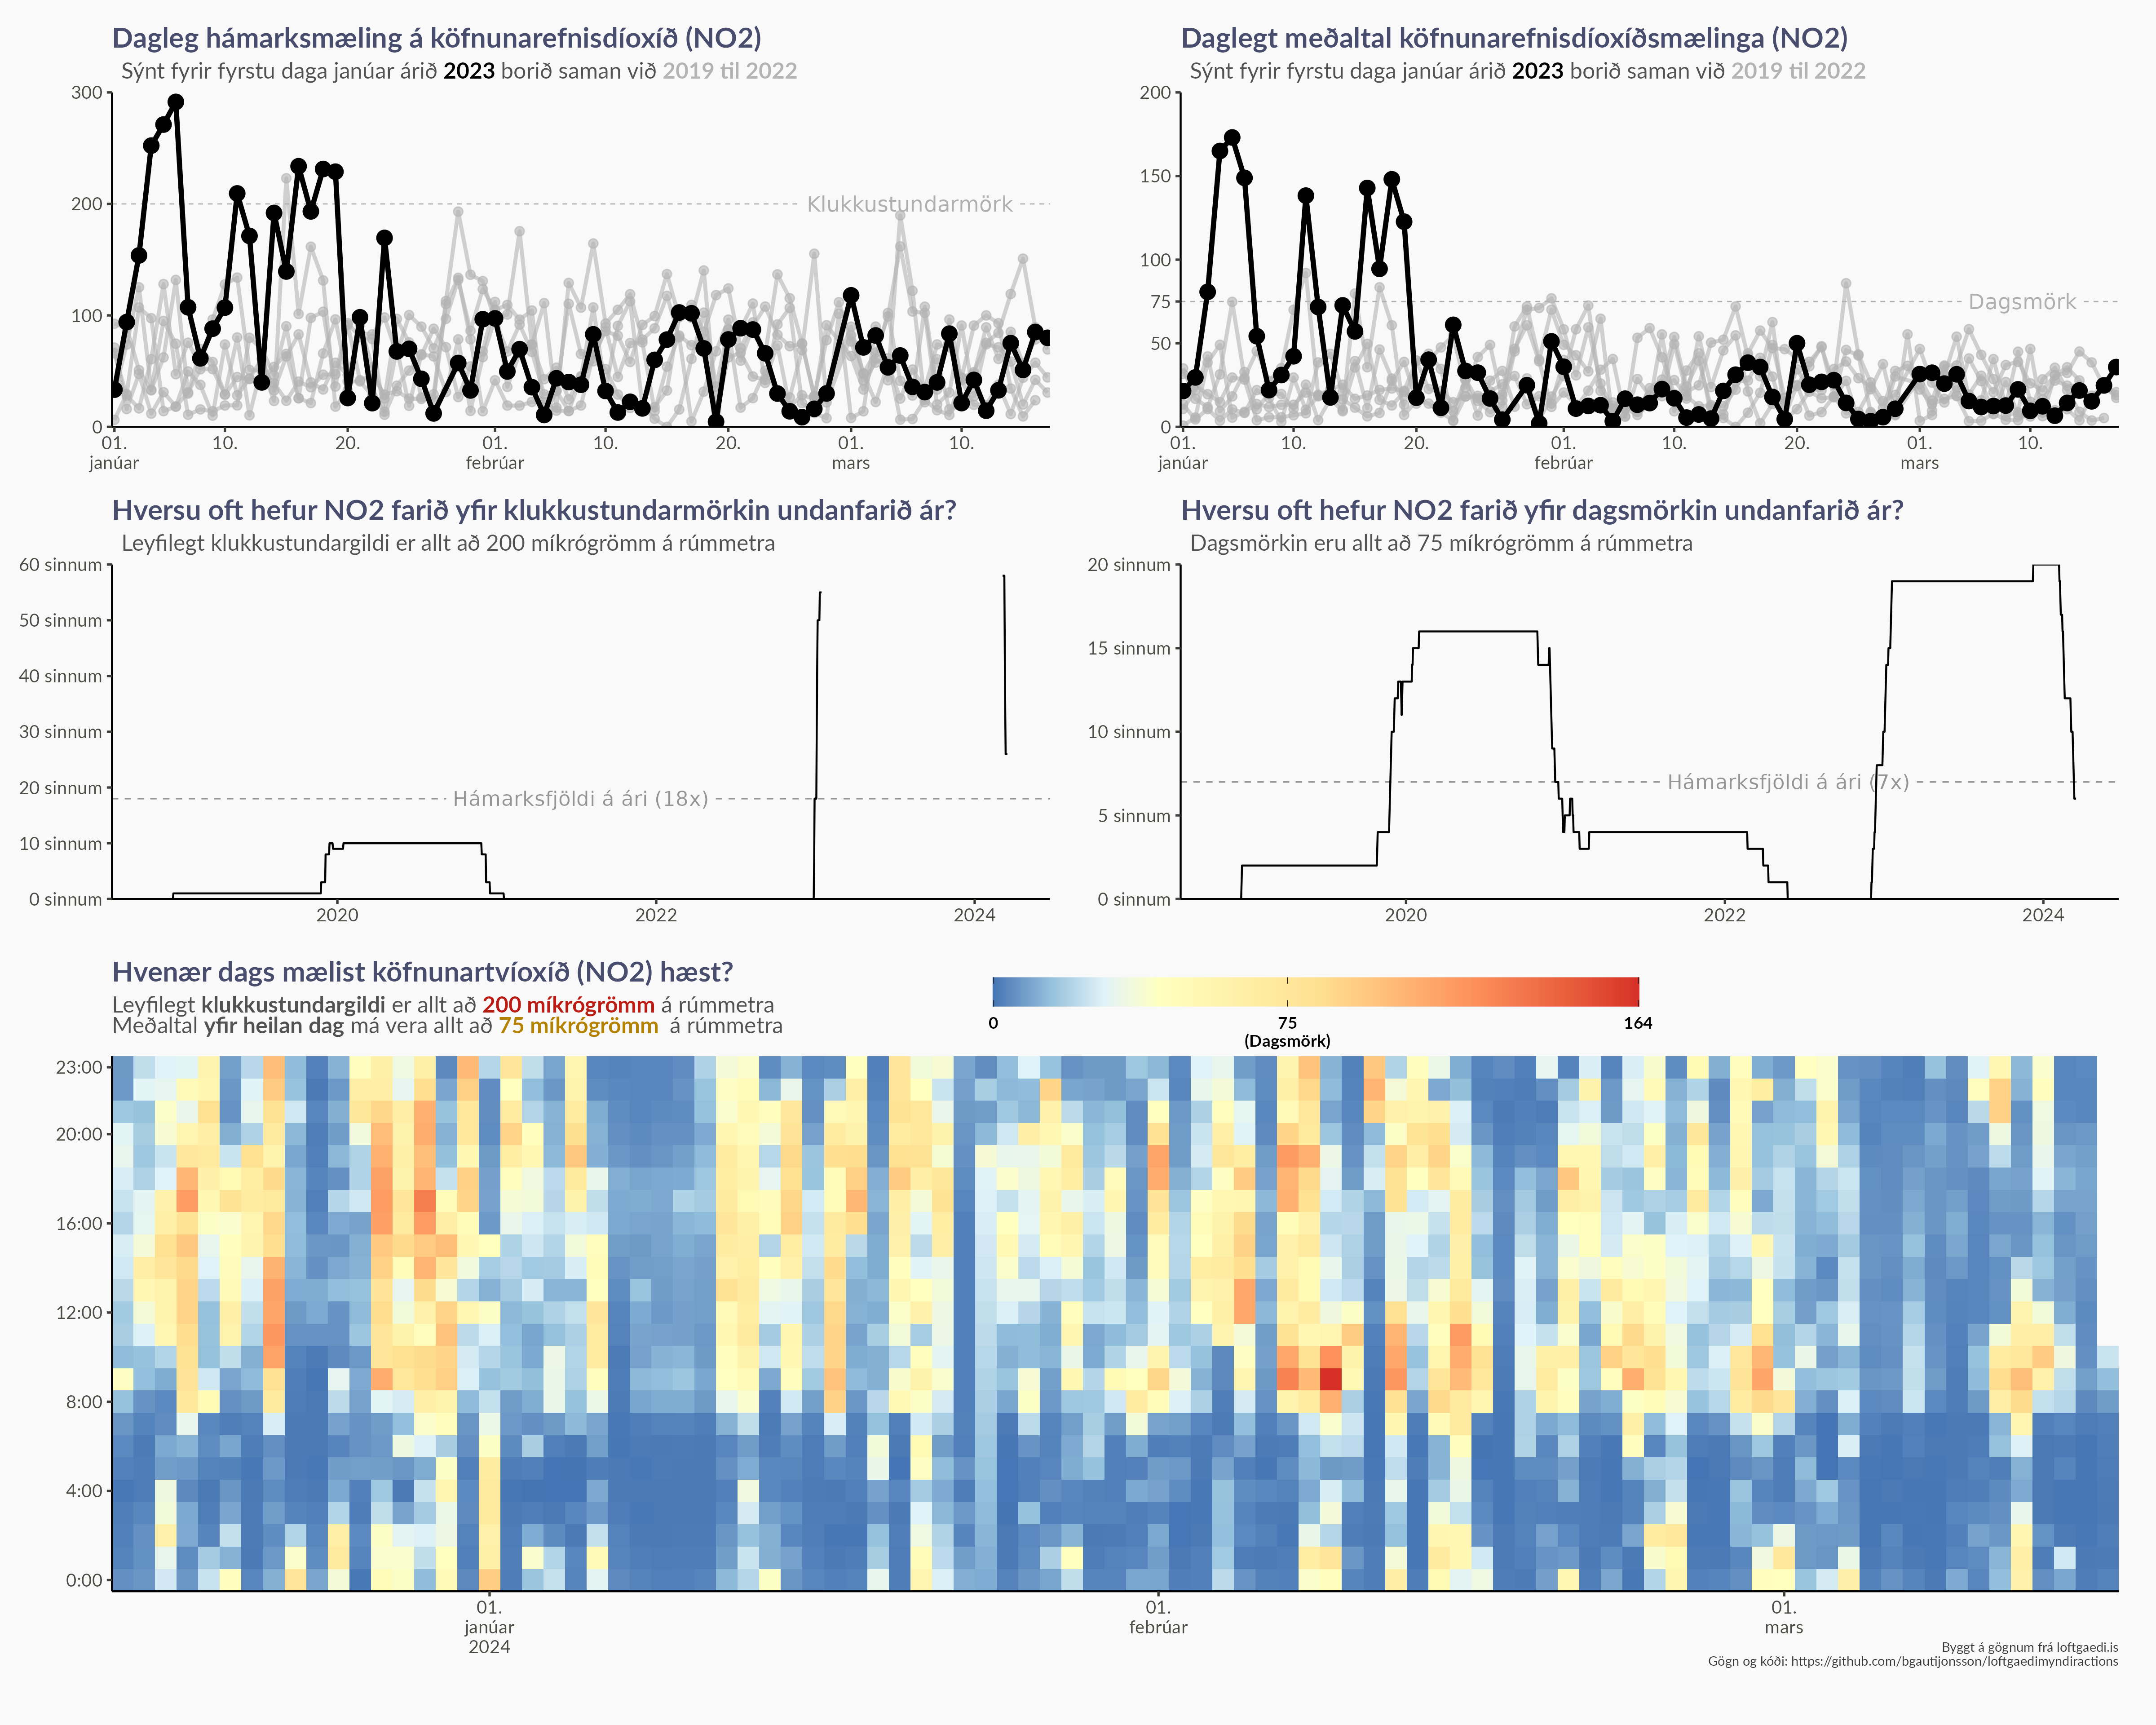 Dagleg hámarksmæling á köfnunarefnisdíoxíð (NO2)
Sýnt fyrir fyrstu daga janúar árið 2023 borið saman við 2019 til 2022
300
200
100
0
Klukkustundarmörk
01.
janúar
10.
20.
01.
febrúar
10.
20.
01.
mars
10.
Daglegt meðaltal köfnunarefnisdíoxíðsmælinga (NO2)
Sýnt fyrir fyrstu daga janúar árið 2023 borið saman við 2019 til 2022
200
150
100
75
50
0
Dagsmörk
01.
janúar
10.
20.
01.
febrúar
10.
20.
01.
mars
10.
Hversu oft hefur NO2 farið yfir klukkustundarmörkin undanfarið ár?
Leyfilegt klukkustundargildi er allt að 200 míkrógrömm á rúmmetra
60 sinnum
50 sinnum
40 sinnum
30 sinnum
20 sinnum
10 sinnum
0 sinnum
Hámarksfjöldi á ári (18x)
2020
2022
2024
Hversu oft hefur NO2 farið yfir dagsmörkin undanfarið ár?
Dagsmörkin eru allt að 75 míkrógrömm á rúmmetra
20 sinnum
15 sinnum
10 sinnum
5 sinnum
0 sinnum
Hámarksfjöldi á ári (7x)
2020
2022
2024
Hvenær dags mælist köfnunartvíoxíð (NO2) hæst?
Leyfilegt klukkustundargildi er allt að 200 míkrógrömm á rúmmetra
Meðaltal yfir heilan dag má vera allt að 75 míkrógrömm á rúmmetra
0
75
(Dagsmörk)
164
23:00
20:00
16:00
12:00
8:00
4:00
0:00
01.
janúar
2024
01.
febrúar
01.
mars
Byggt á gögnum frá loftgaedi.is
Gögn og kóði: https://github.com/bgautijonsson/loftgaedimyndiractions